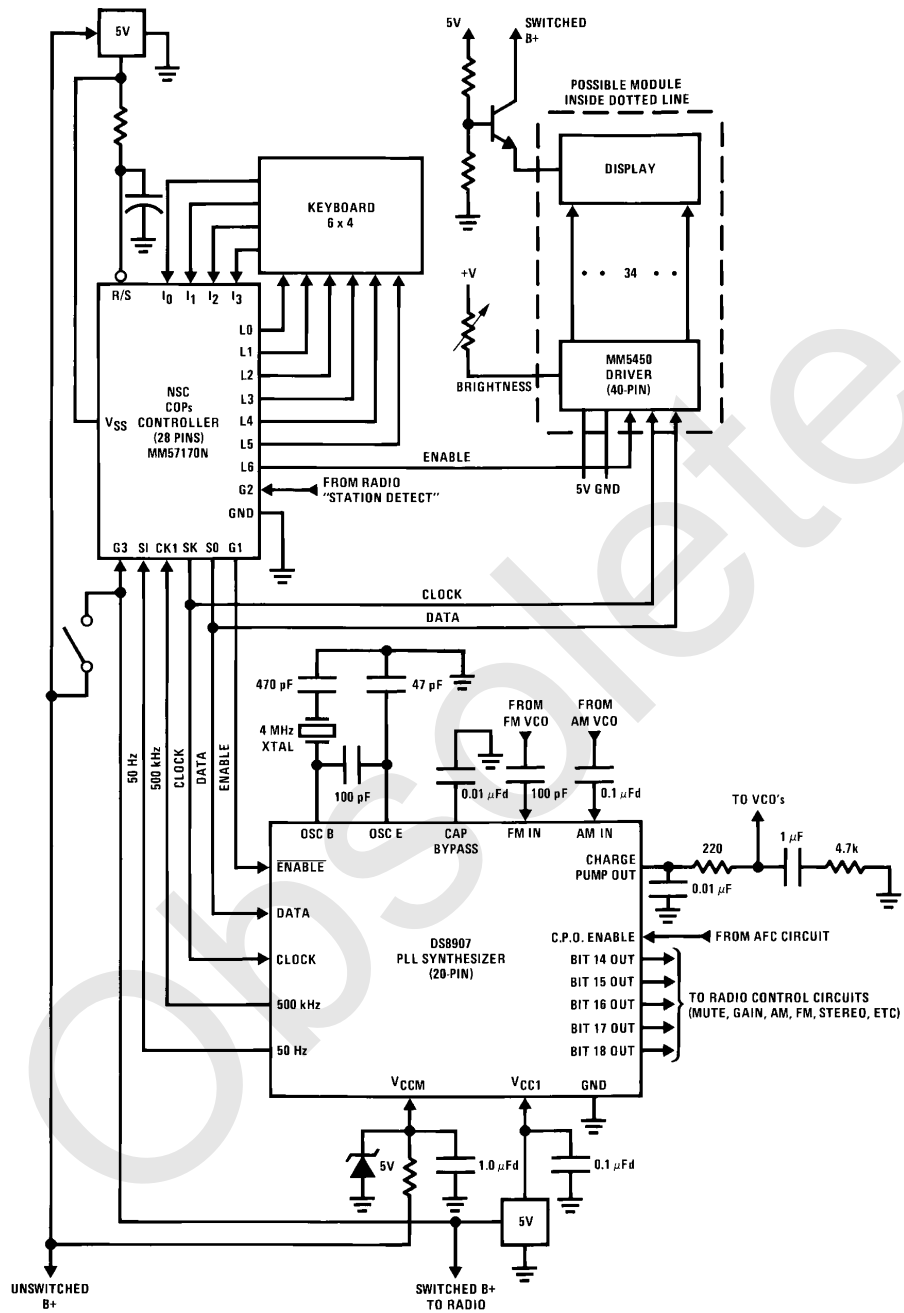 5V
5V
SWITCHED
B+
POSSIBLE MODULE
INSIDE DOTTED LINE
DISPLAY
KEYBOARD
6 x 4
+V
• • 34 • •
R/S
I0
I1
I2
I3
L0
L1
L2
L3
L4
L5
L6
G2
GND
NSC
COPs
CONTROLLER
(28 PINS)
MM57170N
VSS
BRIGHTNESS
MM5450
DRIVER
(40-PIN)
ENABLE
5V GND
FROM RADIO
"STATION DETECT"
G3
SI
CK1
SK
S0
G1
CLOCK
DATA
470 pF
47 pF
4 MHz
XTAL
100 pF
0.01 μFd
FROM
FM VCO
100 pF
FROM
AM VCO
0.1 μFd
50 Hz
500 kHz
CLOCK
DATA
ENABLE
OSC B
OSC E
CAP
BYPASS
FM IN
AM IN
TO VCO's
ENABLE
DATA
CLOCK
500 kHz
50 Hz
DS8907
PLL SYNTHESIZER
(20-PIN)
CHARGE
PUMP OUT
220
1 μF
4.7k
0.01 μF
C.P.O. ENABLE
FROM AFC CIRCUIT
BIT 14 OUT
BIT 15 OUT
BIT 16 OUT
BIT 17 OUT
BIT 18 OUT
TO RADIO CONTROL CIRCUITS
(MUTE, GAIN, AM, FM, STEREO, ETC)
VCCM
VCC1
GND
5V
1.0 μFd
0.1 μFd
5V
UNSWITCHED
B+
SWITCHED B+
TO RADIO
Obsolete